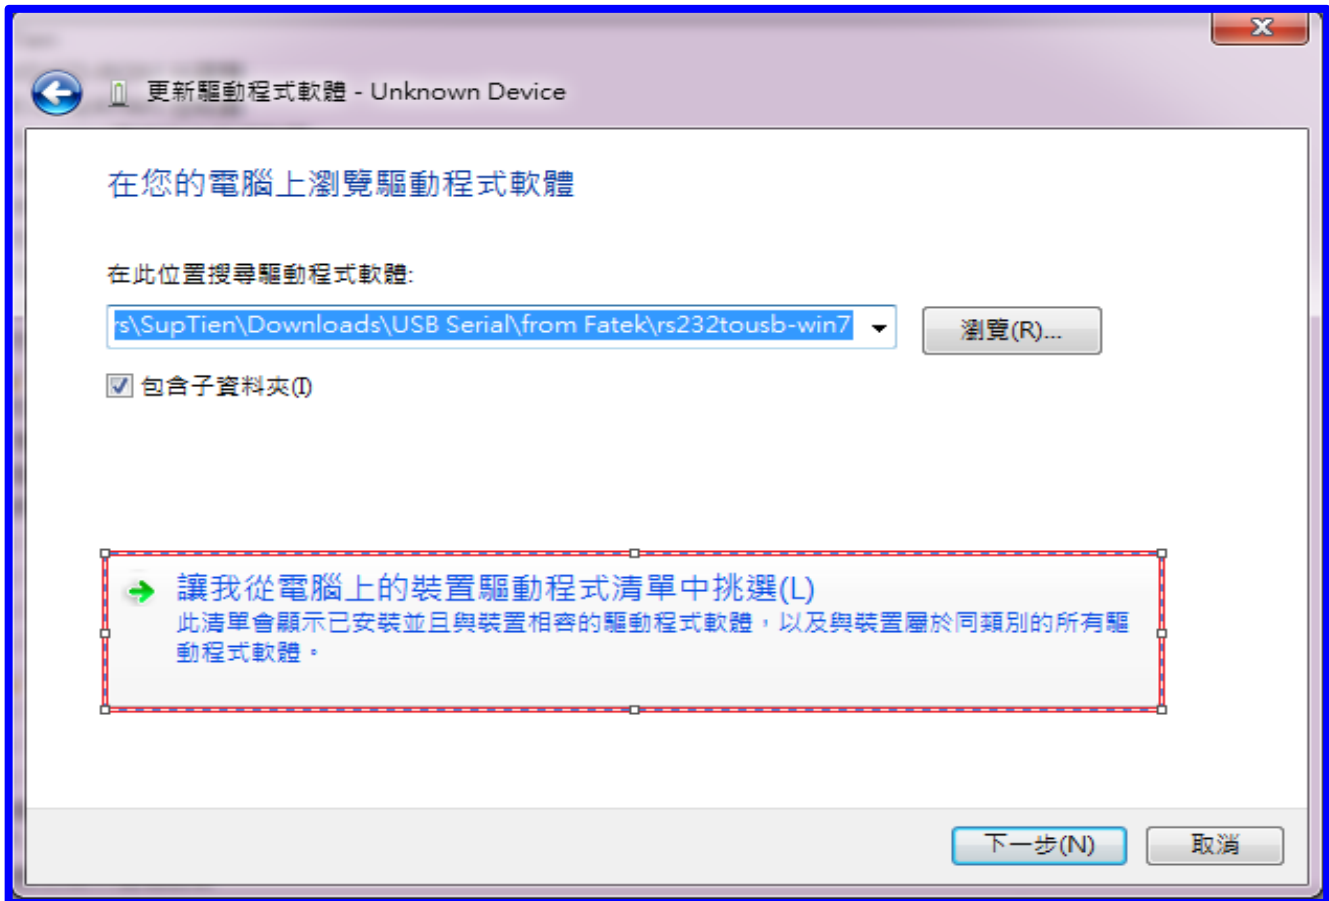 更新驅動程式軟體 - Unknown Device
在您的電腦上瀏覽驅動程式軟體
在此位置搜尋驅動程式軟體:
rs\SupTien\Downloads\USB Serial\from Fatek\rs232tousb-win7
瀏覽(R)...
包含子資料夾(I)
讓我從電腦上的裝置驅動程式清單中挑選(L)
此清單會顯示已安裝並且與裝置相容的驅動程式軟體，以及與裝置屬於同類別的所有驅
動程式軟體。
下一步(N)
取消